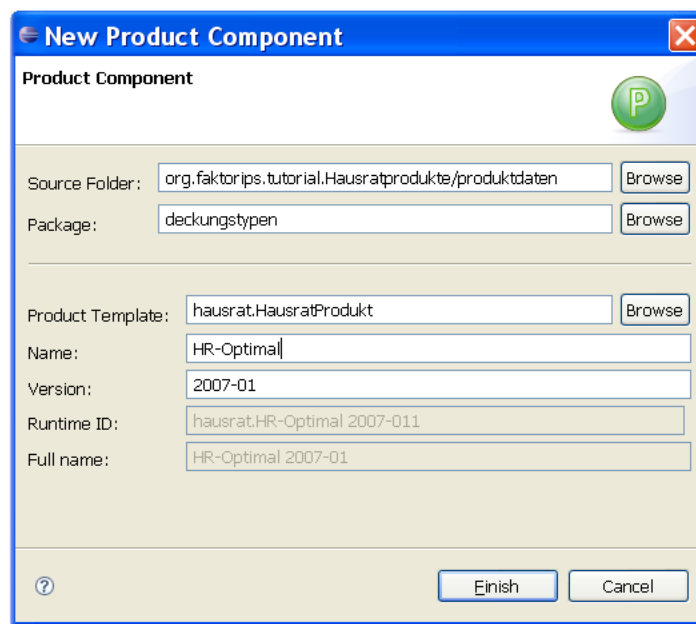 New Product Component
Product Component
P
Source Folder: org.faktorips.tutorial.Hausratprodukte/produktdaten Browse
Package: deckungstypen Browse
Product Template: hausrat.HausratProdukt Browse
Name: HR-Optimal
Version: 2007-01
Runtime ID: hausrat.HR-Optimal 2007-011
Full name: HR-Optimal 2007-01
? Finish Cancel